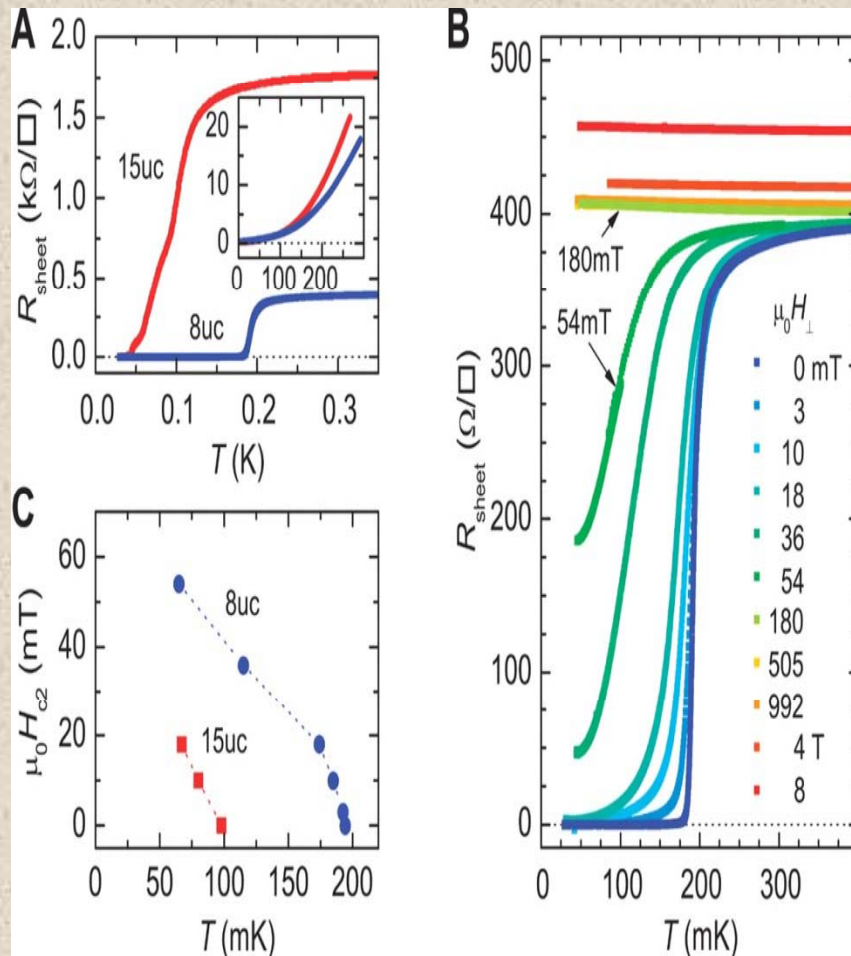 A
2.0
1.5
1.0
0.5
0.0
R_sheet (kΩ/□)
15uc
8uc
20
10
0
0 100 200
0.0 0.1 0.2 0.3
T (K)
B
500
400
300
200
100
0
R_sheet (Ω/□)
180mT
54mT
μ₀H⊥
0 mT
3
10
18
36
54
180
505
992
4 T
8
0 100 200 300
T (mK)
C
60
40
20
0
μ₀H_c2 (mT)
8uc
15uc
0 50 100 150 200
T (mK)